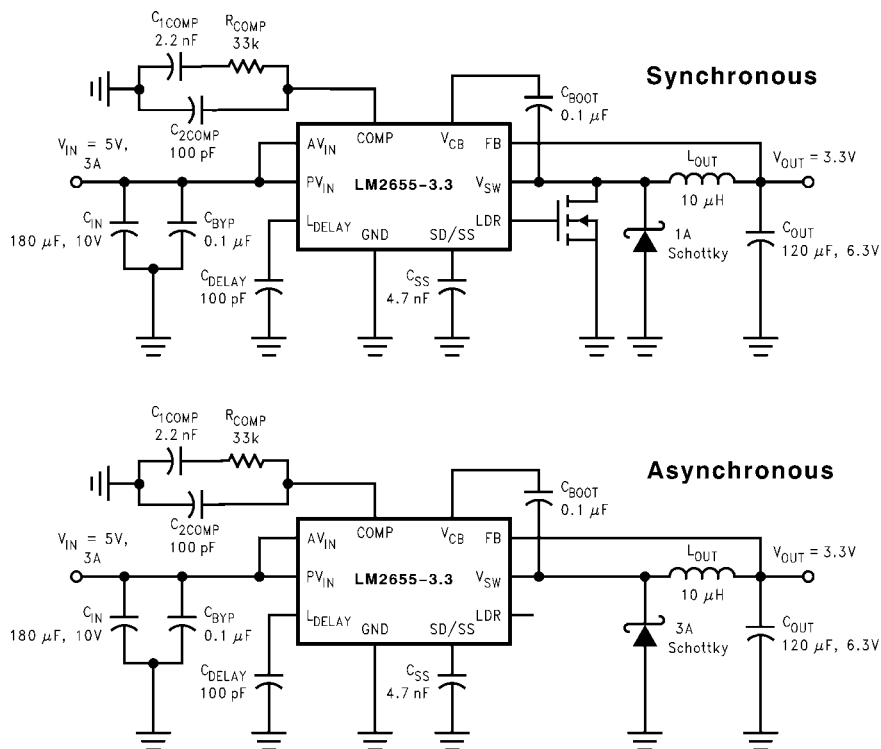 C1COMP
2.2 nF
RCOMP
33k
C2COMP
100 pF
Synchronous
CBOOT
0.1 μF
VIN = 5V,
3A
COMP
VCB
FB
AVIN
PVIN
LM2655-3.3
VSW
LDELAY
GND
SD/SS
LDR
LOUT
10 μH
VOUT = 3.3V
CIN
180 μF, 10V
CBYP
0.1 μF
CDELAY
100 pF
CSS
4.7 nF
1A
Schottky
COUT
120 μF, 6.3V
C1COMP
2.2 nF
RCOMP
33k
C2COMP
100 pF
Asynchronous
CBOOT
0.1 μF
VIN = 5V,
3A
COMP
VCB
FB
AVIN
PVIN
LM2655-3.3
VSW
LDELAY
GND
SD/SS
LDR
LOUT
10 μH
VOUT = 3.3V
CIN
180 μF, 10V
CBYP
0.1 μF
CDELAY
100 pF
CSS
4.7 nF
3A
Schottky
COUT
120 μF, 6.3V